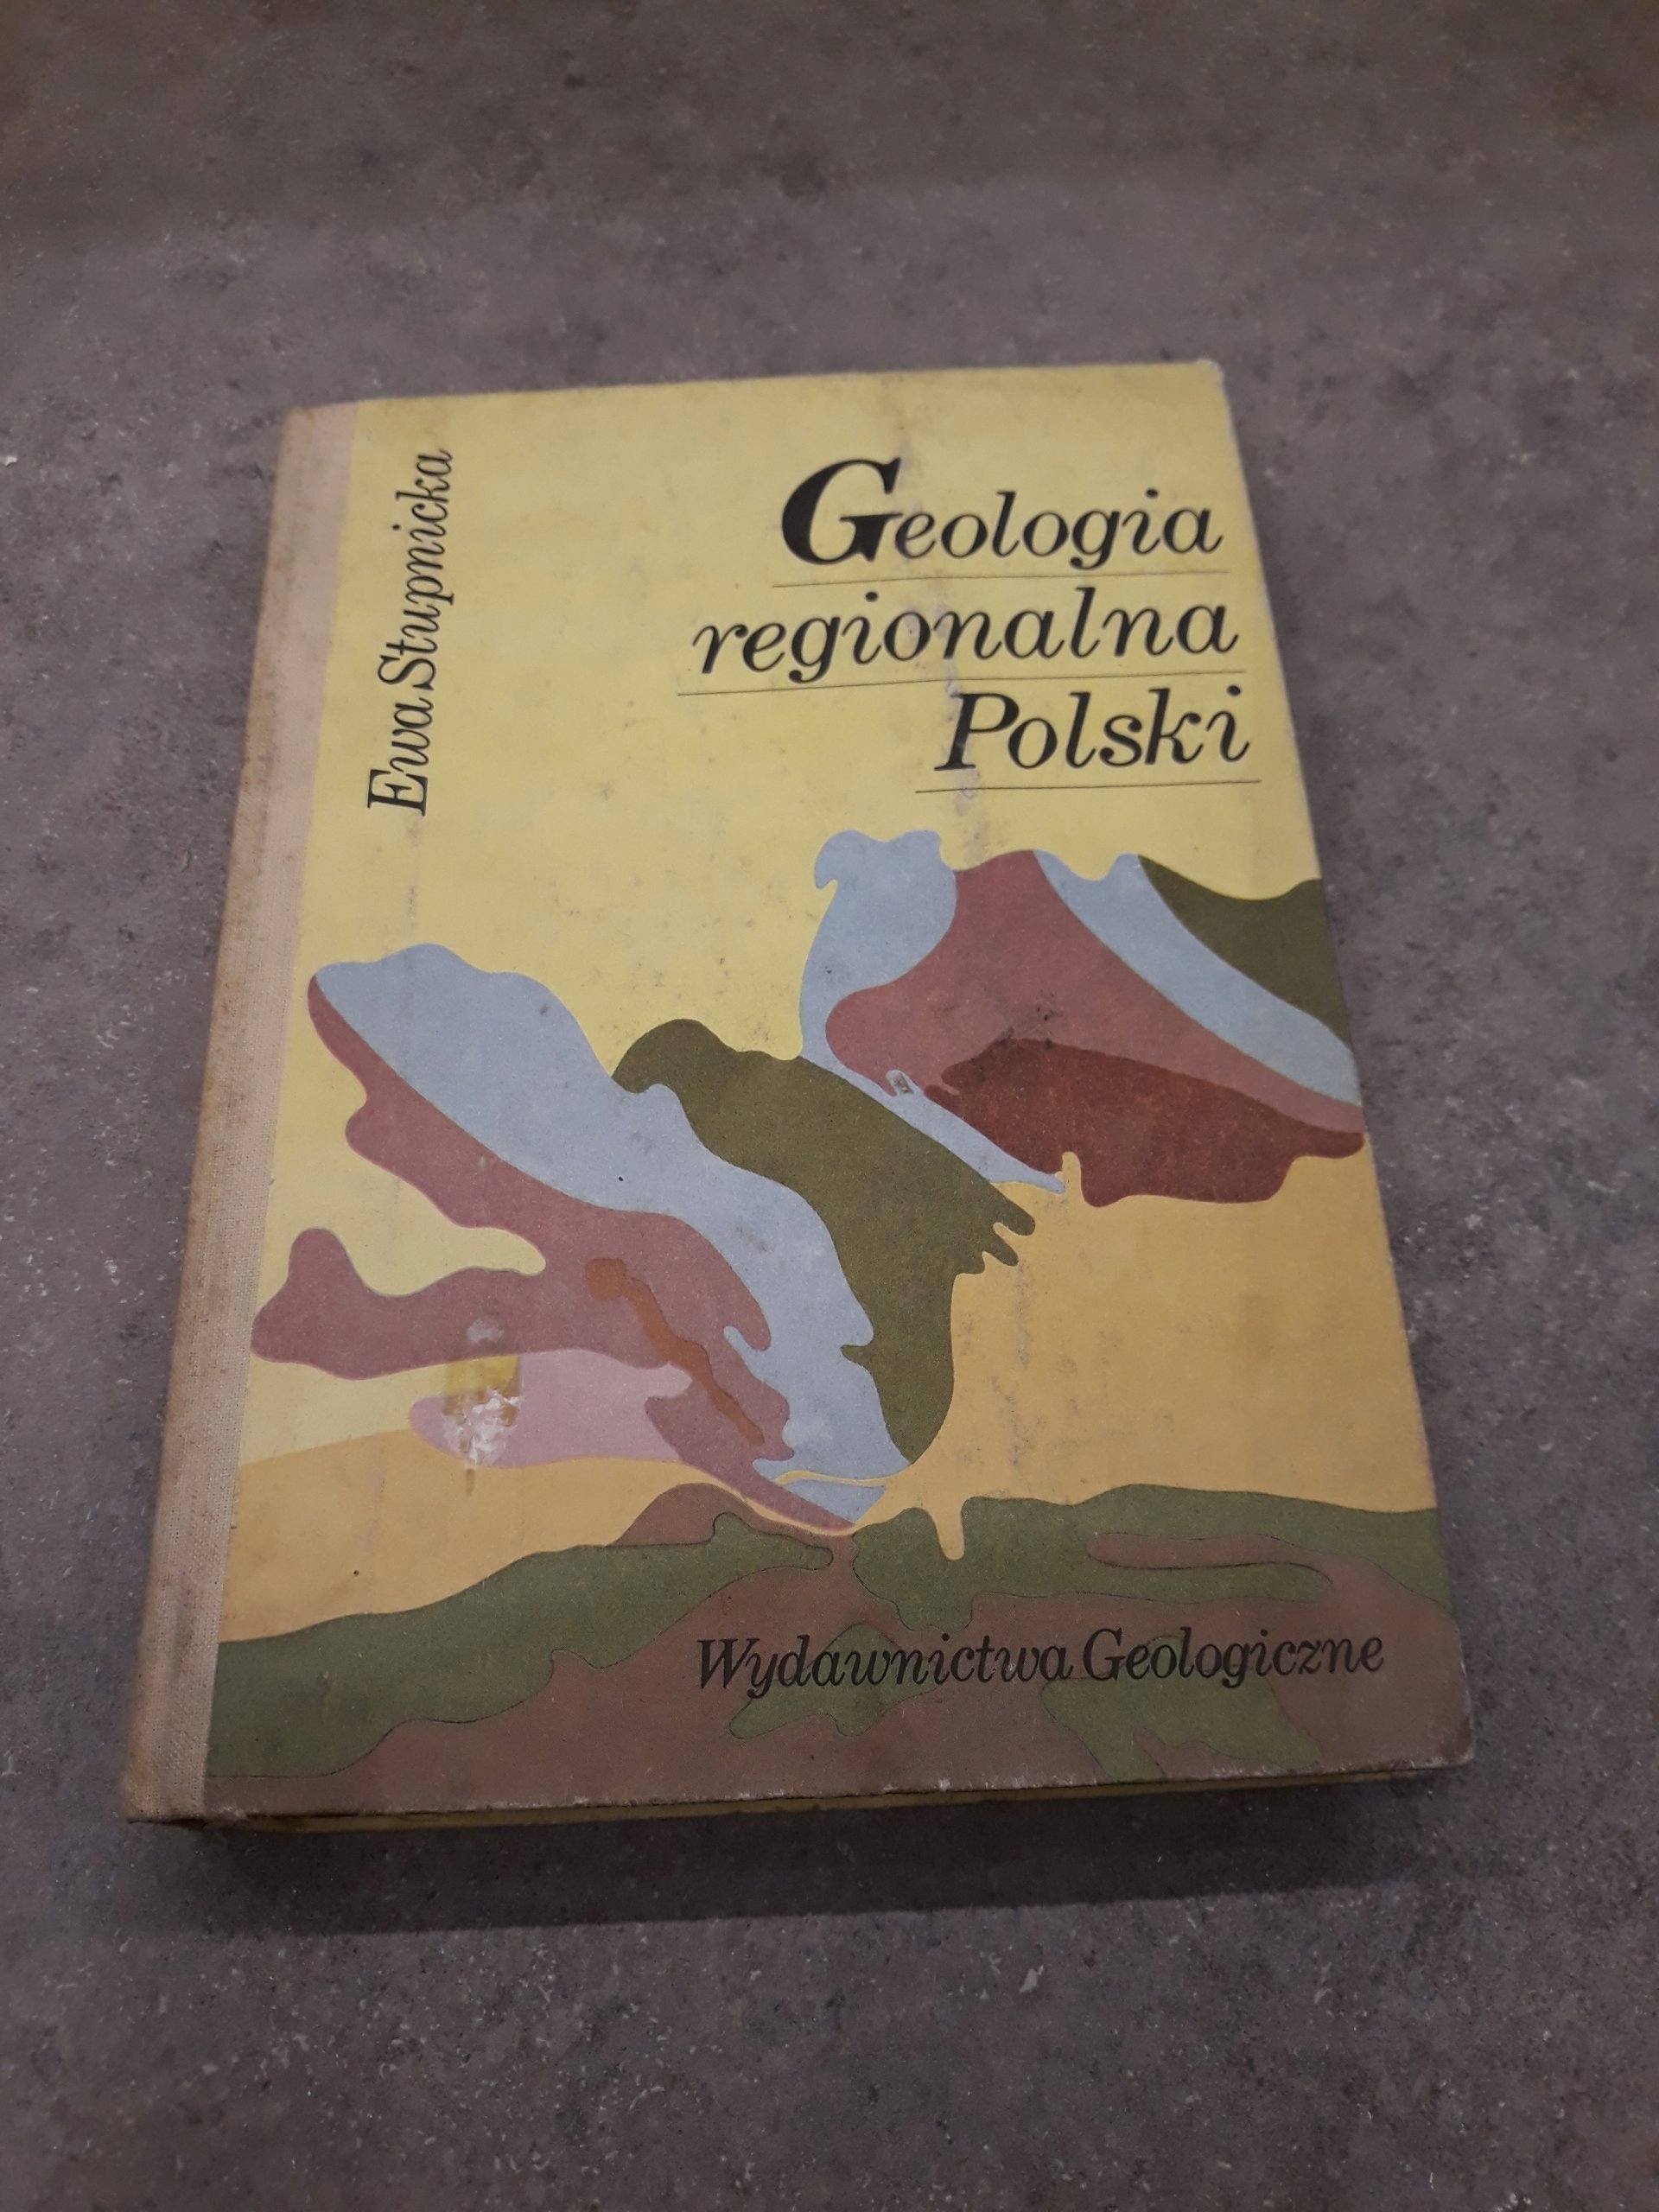 Ewa Stupnicka
Geologia
regionalna
Polski
Wydawnictwa Geologiczne